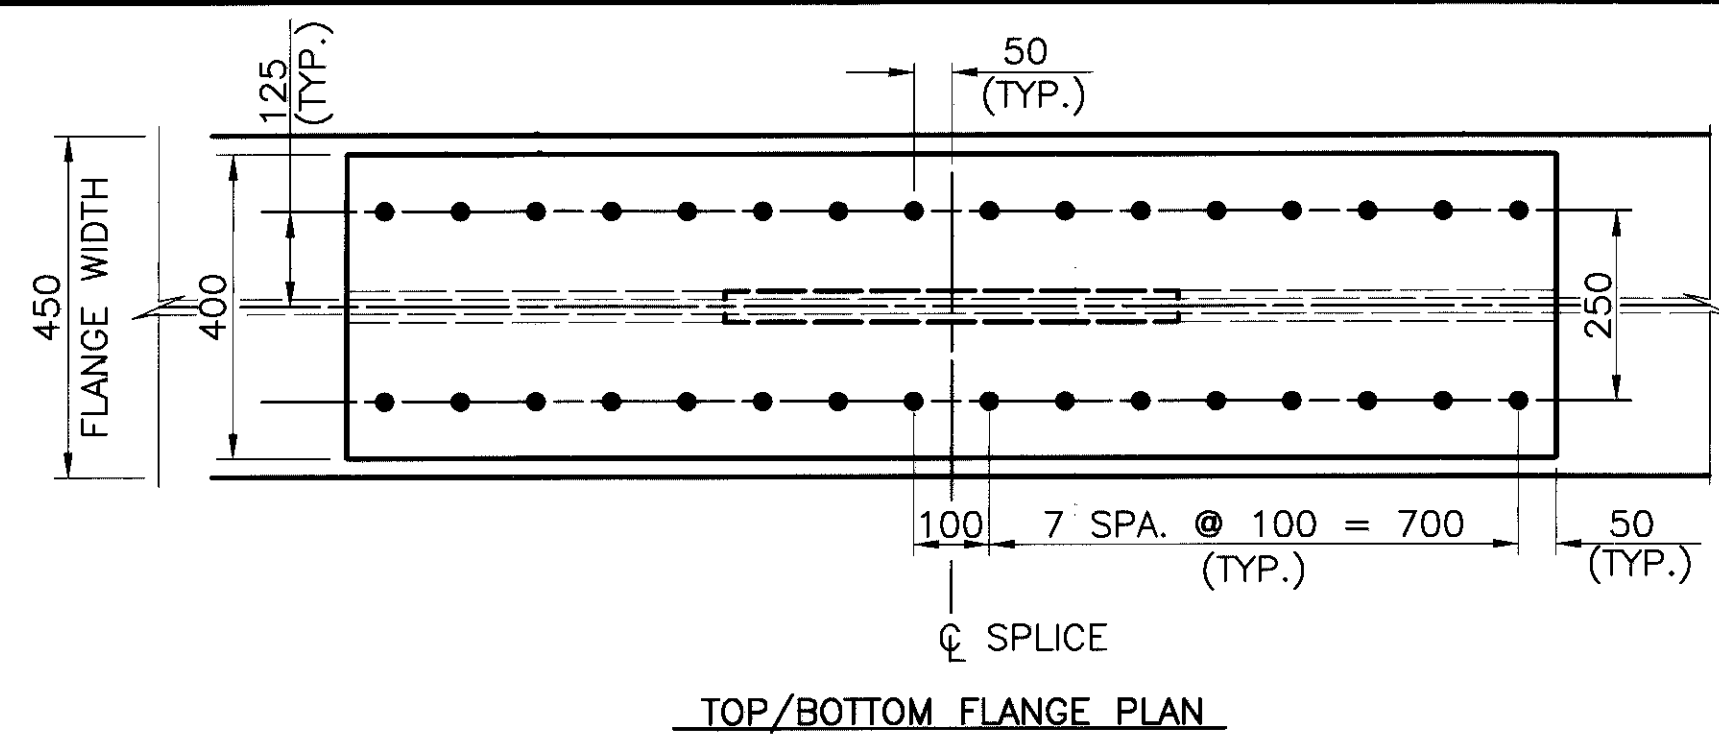 50
(TYP.)
125
(TYP.)
450
FLANGE WIDTH
400
250
100
7 SPA. @ 100 = 700
(TYP.)
50
(TYP.)
℄ SPLICE
TOP/BOTTOM FLANGE PLAN